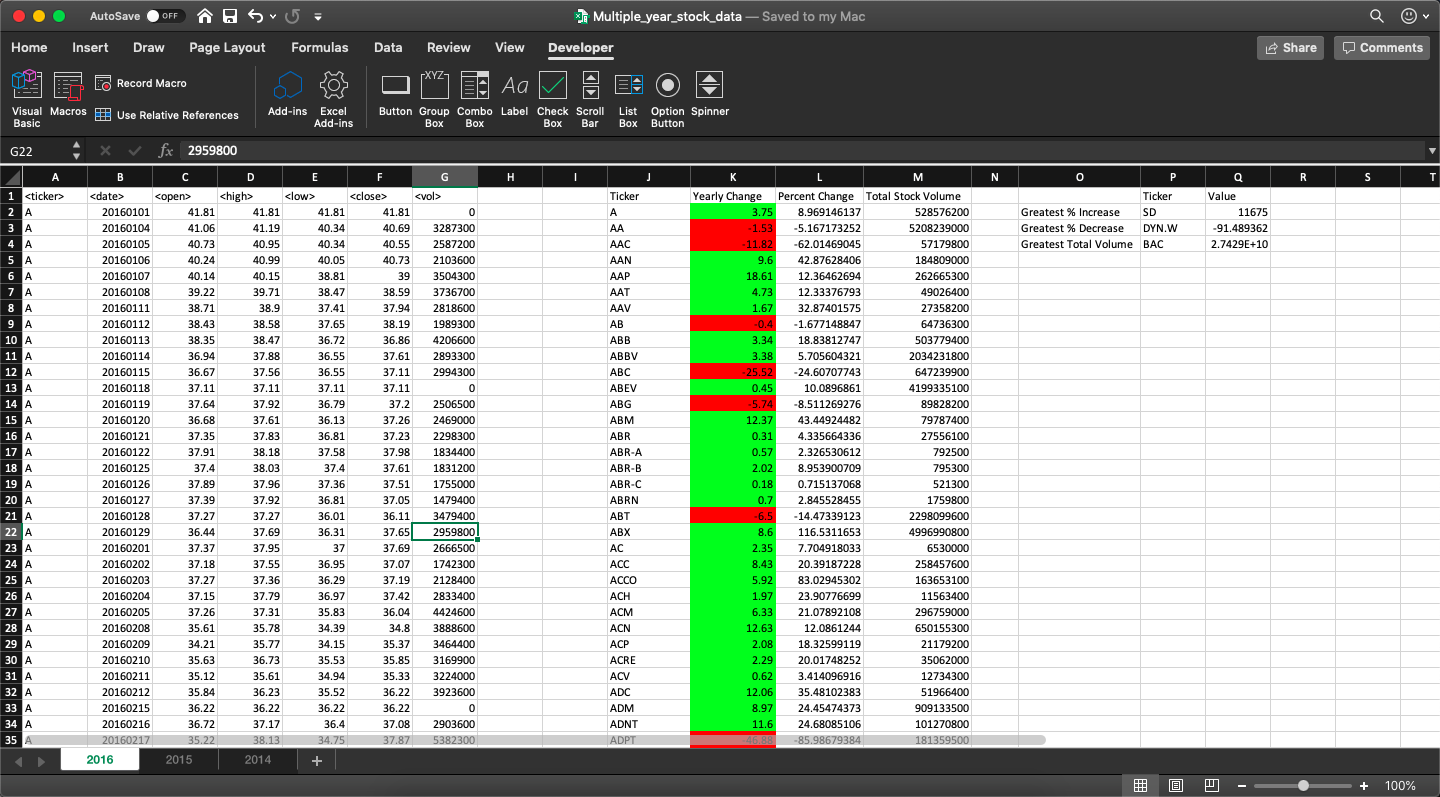 AutoSave OFF Multiple_year_stock_data — Saved to my Mac
Home Insert Draw Page Layout Formulas Data Review View Developer Share Comments
Visual Basic Macros Record Macro Use Relative References Add-ins Excel Add-ins Button Group Box Combo Box Label Check Box Scroll Bar List Box Option Button Spinner
G22 fx 2959800
A B C D E F G H I J K L M N O P Q R S T
1 <ticker> <date> <open> <high> <low> <close> <vol> Ticker Yearly Change Percent Change Total Stock Volume Ticker Value
2 A 20160101 41.81 41.81 41.81 41.81 0 A 3.75 8.969146137 528576200 Greatest % Increase SD 11675
3 A 20160104 41.06 41.19 40.34 40.69 3287300 AA -1.53 -5.167173252 5208239000 Greatest % Decrease DYN.W -91.489362
4 A 20160105 40.73 40.95 40.34 40.55 2587200 AAC -11.82 -62.01469045 57179800 Greatest Total Volume BAC 2.7429E+10
5 A 20160106 40.24 40.99 40.05 40.73 2103600 AAN 9.6 42.87628406 184809000
6 A 20160107 40.14 40.15 38.81 39 3504300 AAP 18.61 12.36462694 262665300
7 A 20160108 39.22 39.71 38.47 38.59 3736700 AAT 4.73 12.33376793 49026400
8 A 20160111 38.71 38.9 37.41 37.94 2818600 AAV 1.67 32.87401575 27358200
9 A 20160112 38.43 38.58 37.65 38.19 1989300 AB -0.4 -1.677148847 64736300
10 A 20160113 38.35 38.47 36.72 36.86 4206600 ABB 3.34 18.83812747 503779400
11 A 20160114 36.94 37.88 36.55 37.61 2893300 ABBV 3.38 5.705604321 2034231800
12 A 20160115 36.67 37.56 36.55 37.11 2994300 ABC -25.52 -24.60707743 647239900
13 A 20160118 37.11 37.11 37.11 37.11 0 ABEV 0.45 10.0896861 4199335100
14 A 20160119 37.64 37.92 36.79 37.2 2506500 ABG -5.74 -8.511269276 89828200
15 A 20160120 36.68 37.61 36.13 37.26 2469000 ABM 12.37 43.44924482 79787400
16 A 20160121 37.35 37.83 36.81 37.23 2298300 ABR 0.31 4.335664336 27556100
17 A 20160122 37.91 38.18 37.58 37.98 1834400 ABR-A 0.57 2.326530612 792500
18 A 20160125 37.4 38.03 37.4 37.61 1831200 ABR-B 2.02 8.953900709 795300
19 A 20160126 37.89 37.96 37.36 37.51 1755000 ABR-C 0.18 0.715137068 521300
20 A 20160127 37.39 37.92 36.81 37.05 1479400 ABRN 0.7 2.845528455 1759800
21 A 20160128 37.27 37.27 36.01 36.11 3479400 ABT -6.5 -14.47339123 2298099600
22 A 20160129 36.44 37.69 36.31 37.65 2959800 ABX 8.6 116.5311653 4996990800
23 A 20160201 37.37 37.95 37 37.69 2666500 AC 2.35 7.704918033 6530000
24 A 20160202 37.18 37.55 36.95 37.07 1742300 ACC 8.43 20.39187228 258457600
25 A 20160203 37.27 37.36 36.29 37.19 2128400 ACCO 5.92 83.02945302 163653100
26 A 20160204 37.15 37.79 36.97 37.42 2833400 ACH 1.97 23.90776699 11563400
27 A 20160205 37.26 37.31 35.83 36.04 4424600 ACM 6.33 21.07892108 296759000
28 A 20160208 35.61 35.78 34.39 34.8 3888600 ACN 12.63 12.0861244 650155300
29 A 20160209 34.21 35.77 34.15 35.37 3464400 ACP 2.08 18.32599119 21179200
30 A 20160210 35.63 36.73 35.53 35.85 3169900 ACRE 2.29 20.01748252 35062000
31 A 20160211 35.12 35.61 34.94 35.33 3224000 ACV 0.62 3.414096916 12734300
32 A 20160212 35.84 36.23 35.52 36.22 3923600 ADC 12.06 35.48102383 51966400
33 A 20160215 36.22 36.22 36.22 36.22 0 ADM 8.97 24.45474373 909133500
34 A 20160216 36.72 37.17 36.4 37.08 2903600 ADNT 11.6 24.68085106 101270800
35 A 20160217 35.22 38.13 34.75 37.87 5382300 ADPT -46.88 -85.98679384 181359500
2016 2015 2014 +
− + 100%